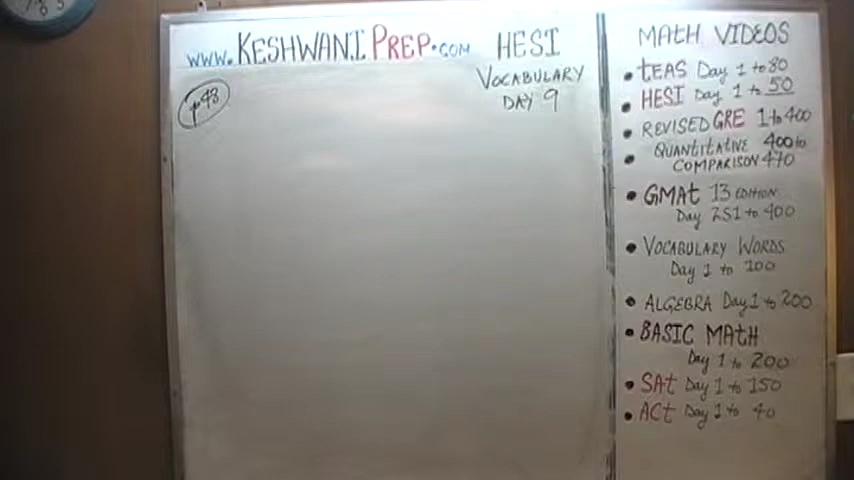 www.KESHWANIPREP.com HESI
VOCABULARY
DAY 9
p 43
MATH VIDEOS
• TEAS Day 1 to 80
• HESI Day 1 to 50
• REVISED GRE 1 to 400
• QUANTITATIVE 400 to
COMPARISON 470
• GMAT 13 EDITION
Day 251 to 400
• VOCABULARY WORDS
Day 1 to 100
• ALGEBRA Day 1 to 200
• BASIC MATH
Day 1 to 200
• SAT Day 1 to 150
• ACT Day 1 to 40